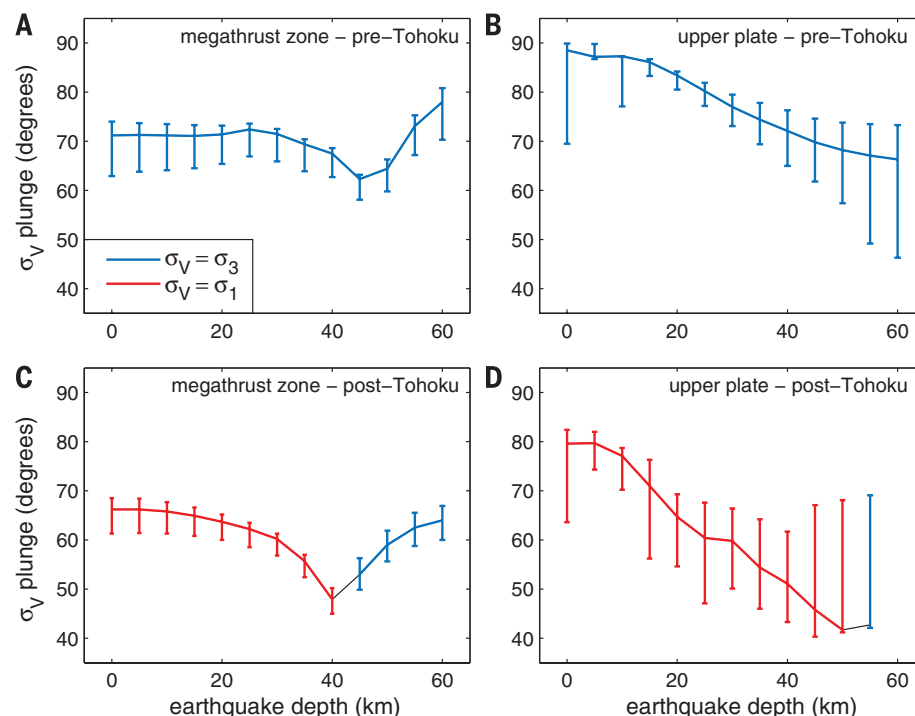 A
megathrust zone – pre−Tohoku
90
80
70
60
50
40
σV plunge (degrees)
σV = σ3
σV = σ1
0
20
40
60
B
upper plate – pre−Tohoku
90
80
70
60
50
40
0
20
40
60
C
megathrust zone – post−Tohoku
90
80
70
60
50
40
σV plunge (degrees)
0
20
40
60
earthquake depth (km)
D
upper plate – post−Tohoku
90
80
70
60
50
40
0
20
40
60
earthquake depth (km)